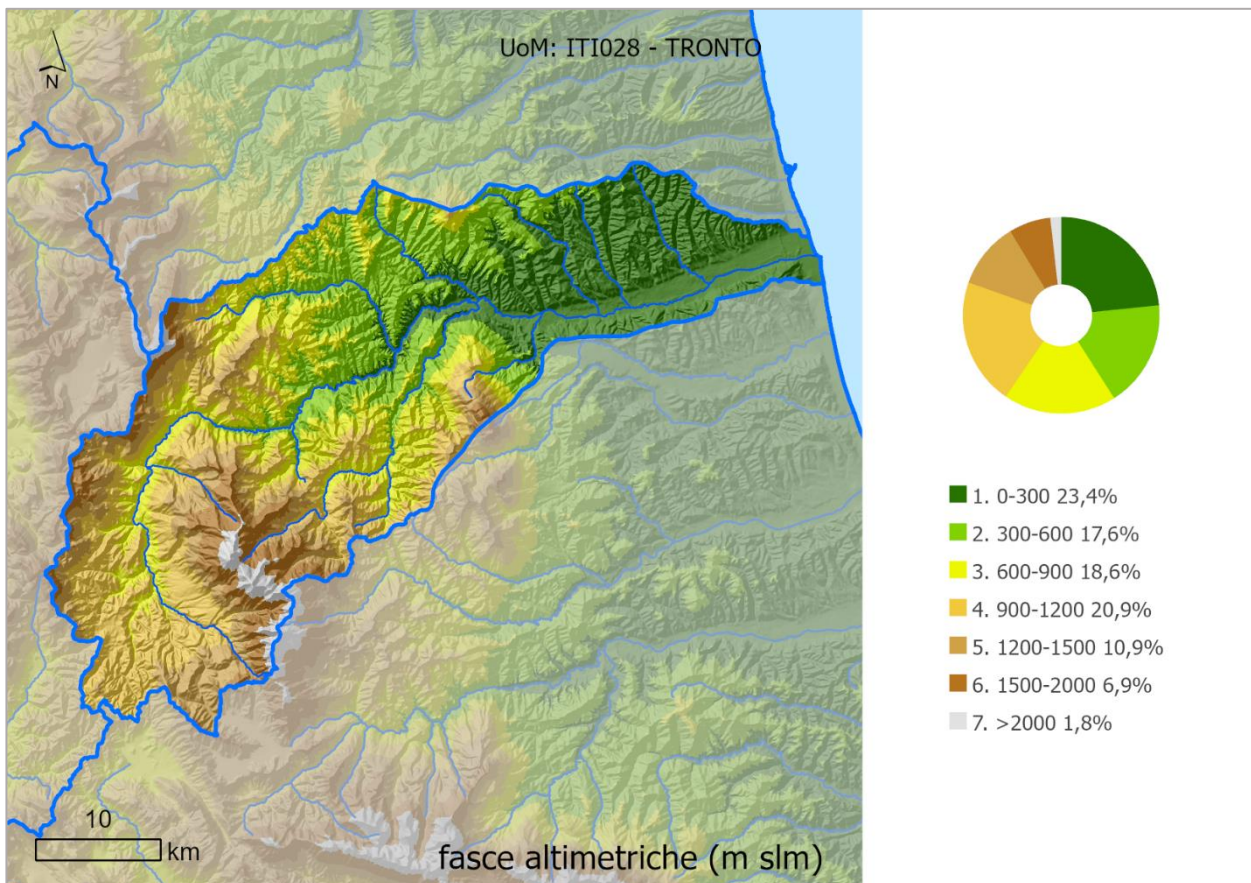 UoM: ITI028 - TRONTO
N
1. 0-300 23,4%
2. 300-600 17,6%
3. 600-900 18,6%
4. 900-1200 20,9%
5. 1200-1500 10,9%
6. 1500-2000 6,9%
7. >2000 1,8%
10
km
fasce altimetriche (m slm)